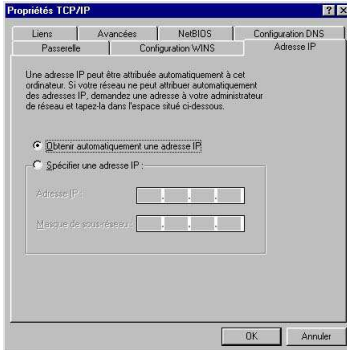 Propriétés TCP/IP
Liens Avancées NetBIOS Configuration DNS
Passerelle Configuration WINS Adresse IP
Une adresse IP peut être attribuée automatiquement à cet
ordinateur. Si votre réseau ne peut attribuer automatiquement
des adresses IP, demandez une adresse à votre administrateur
de réseau et tapez-la dans l'espace situé ci-dessous.
Obtenir automatiquement une adresse IP
Spécifier une adresse IP :
Adresse IP :
Masque de sous-réseau :
OK Annuler